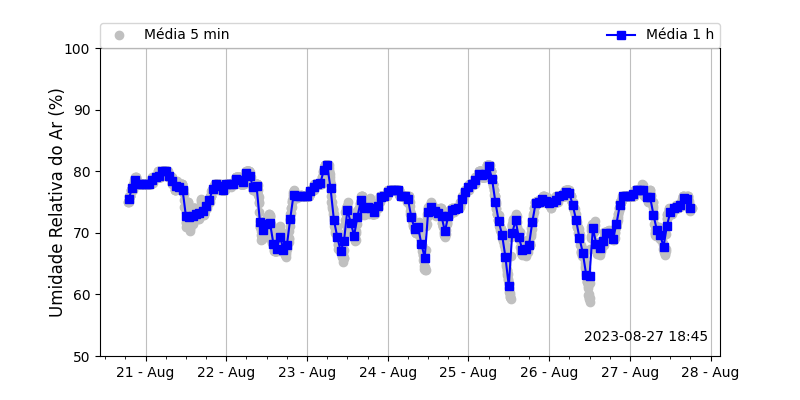 Média 5 min
Média 1 h
Umidade Relativa do Ar (%)
100
90
80
70
60
50
2023-08-27 18:45
21 - Aug
22 - Aug
23 - Aug
24 - Aug
25 - Aug
26 - Aug
27 - Aug
28 - Aug